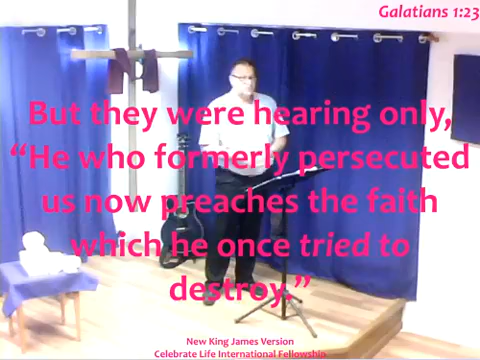 Galatians 1:23
But they were hearing only,
“He who formerly persecuted
us now preaches the faith
which he once tried to
destroy.”
New King James Version
Celebrate Life International Fellowship